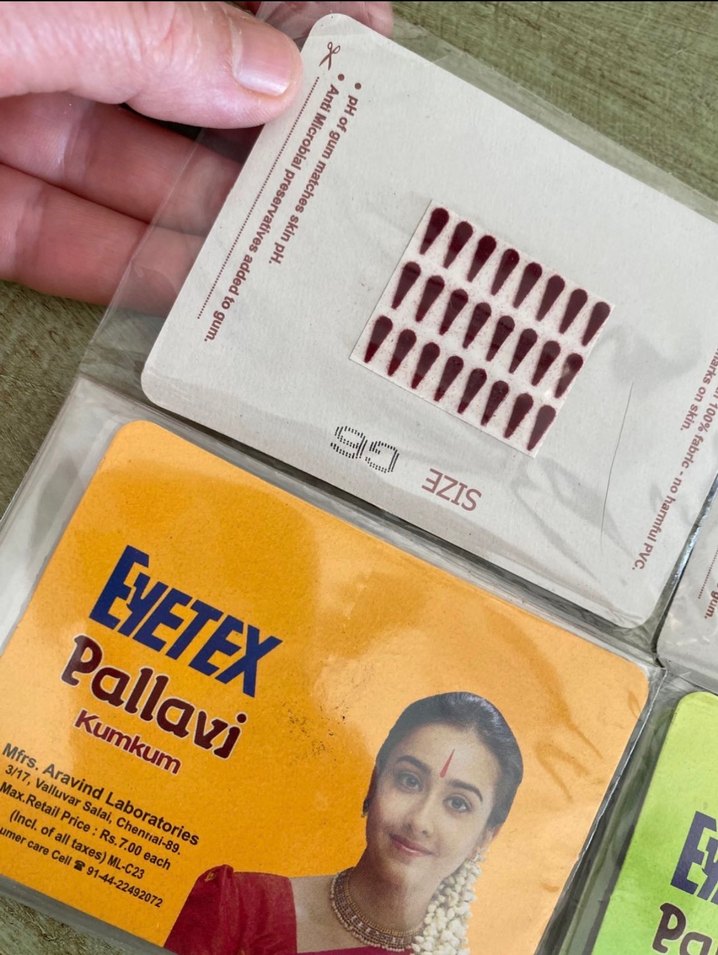 • pH of gum matches skin pH.
• Anti Microbial preservatives added to gum.
SIZE
100% fabric - no harmful PVC.
marks on skin.
gum.
EYETEX
Pallavi
Kumkum
Mfrs. Aravind Laboratories
3/17, Valluvar Salai, Chennai-89.
Max.Retail Price : Rs.7.00 each
(Incl. of all taxes) ML-C23
umer care Cell ☎ 91-44-22492072